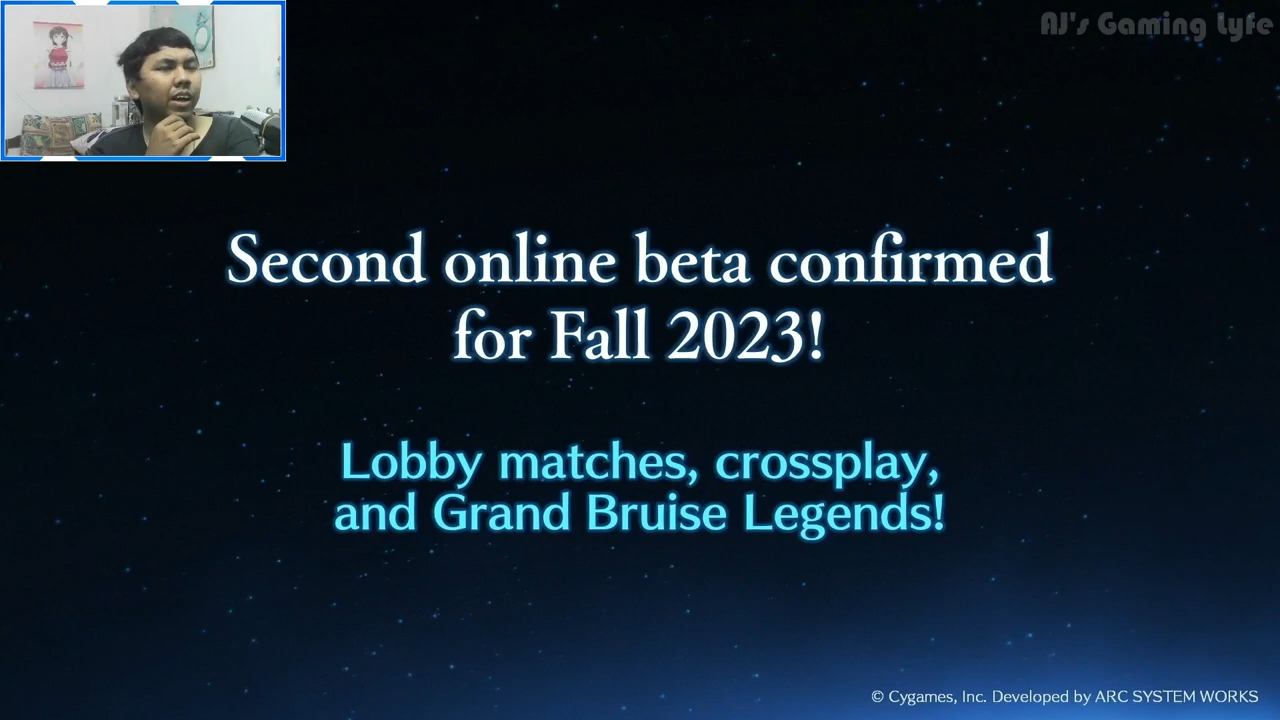 AJ's Gaming Lyfe
Second online beta confirmed
for Fall 2023!
Lobby matches, crossplay,
and Grand Bruise Legends!
© Cygames, Inc. Developed by ARC SYSTEM WORKS